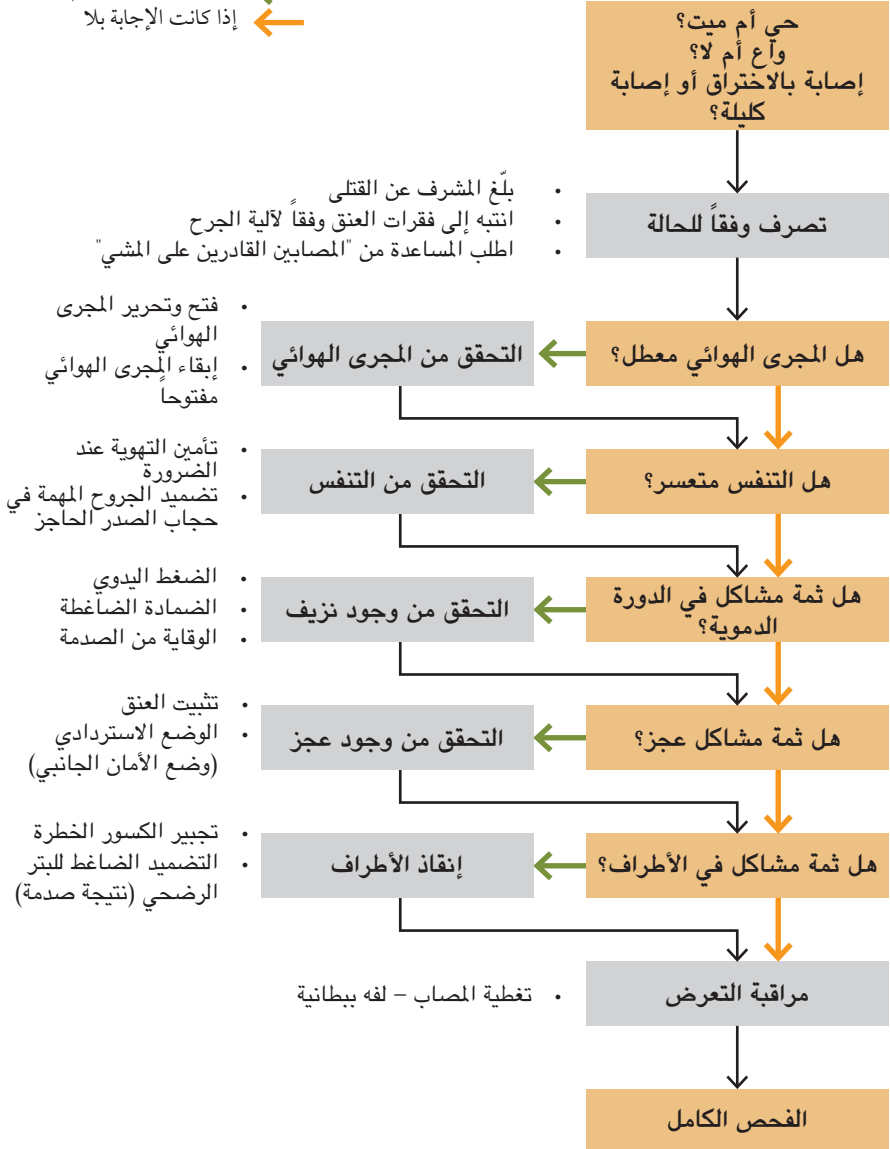 إذا كانت الإجابة بلا
حي أم ميت؟
واع أم لا؟
إصابة بالاختراق أو إصابة
كليلة؟
تصرف وفقاً للحالة
• بلّغ المشرف عن القتلى
• انتبه إلى فقرات العنق وفقاً لآلية الجرح
• اطلب المساعدة من "المصابين القادرين على المشي"
هل المجرى الهوائي معطل؟
التحقق من المجرى الهوائي
• فتح وتحرير المجرى
الهوائي
• إبقاء المجرى الهوائي
مفتوحاً
هل التنفس متعسر؟
التحقق من التنفس
• تأمين التهوية عند
الضرورة
• تضميد الجروح المهمة في
حجاب الصدر الحاجز
هل ثمة مشاكل في الدورة
الدموية؟
التحقق من وجود نزيف
• الضغط اليدوي
• الضمادة الضاغطة
• الوقاية من الصدمة
هل ثمة مشاكل عجز؟
التحقق من وجود عجز
• تثبيت العنق
• الوضع الاستردادي
(وضع الأمان الجانبي)
هل ثمة مشاكل في الأطراف؟
إنقاذ الأطراف
• تجبير الكسور الخطرة
• التضميد الضاغط للبتر
الرضحي (نتيجة صدمة)
مراقبة التعرض
• تغطية المصاب – لفه ببطانية
الفحص الكامل